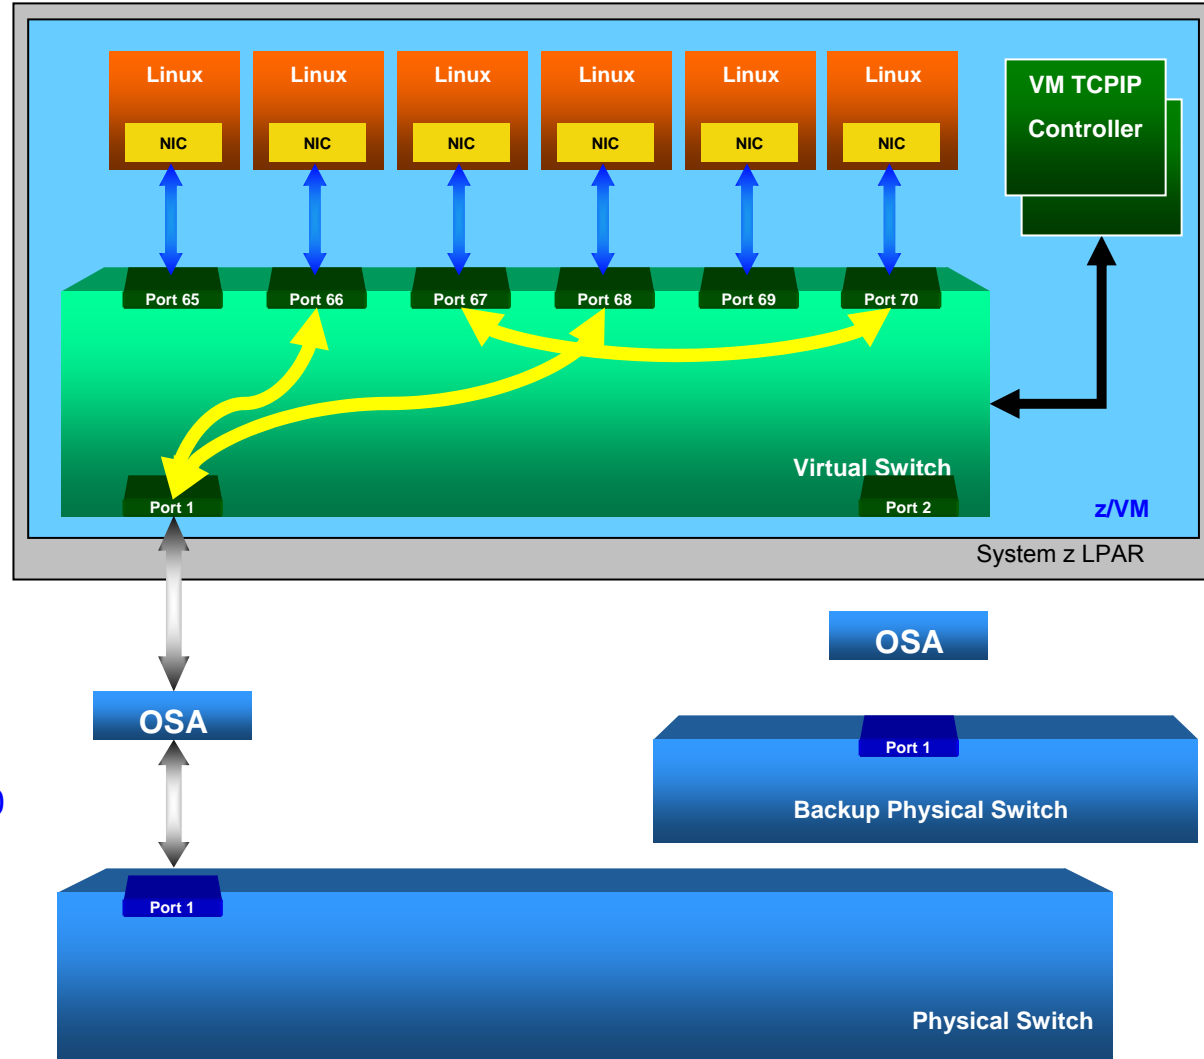 Linux
Linux
Linux
Linux
Linux
Linux
NIC
NIC
NIC
NIC
NIC
NIC
VM TCPIP
Controller
Port 65
Port 66
Port 67
Port 68
Port 69
Port 70
Virtual Switch
Port 1
Port 2
z/VM
System z LPAR
OSA
OSA
Port 1
Backup Physical Switch
)
Port 1
Physical Switch